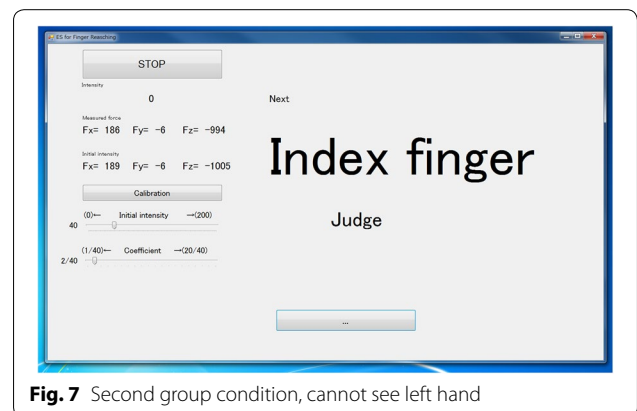 ES for Finger Reaching
STOP
Intensity
0
Measured force
Fx= 186 Fy= -6 Fz= -994
Initial intensity
Fx= 189 Fy= -6 Fz= -1005
Calibration
(0)← Initial intensity →(200)
40
(1/40)← Coefficient →(20/40)
2/40
Next
Index finger
Judge
...
Fig. 7 Second group condition, cannot see left hand